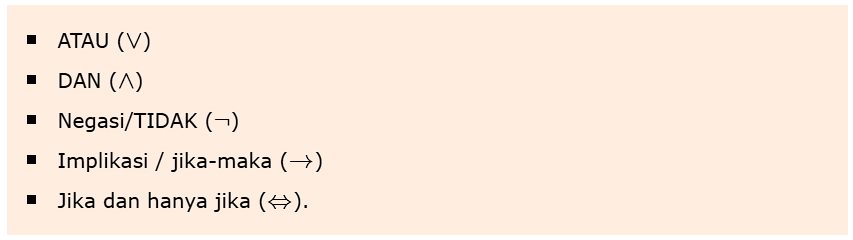 ▪ ATAU (∨)
▪ DAN (∧)
▪ Negasi/TIDAK (¬)
▪ Implikasi / jika-maka (→)
▪ Jika dan hanya jika (⇔).